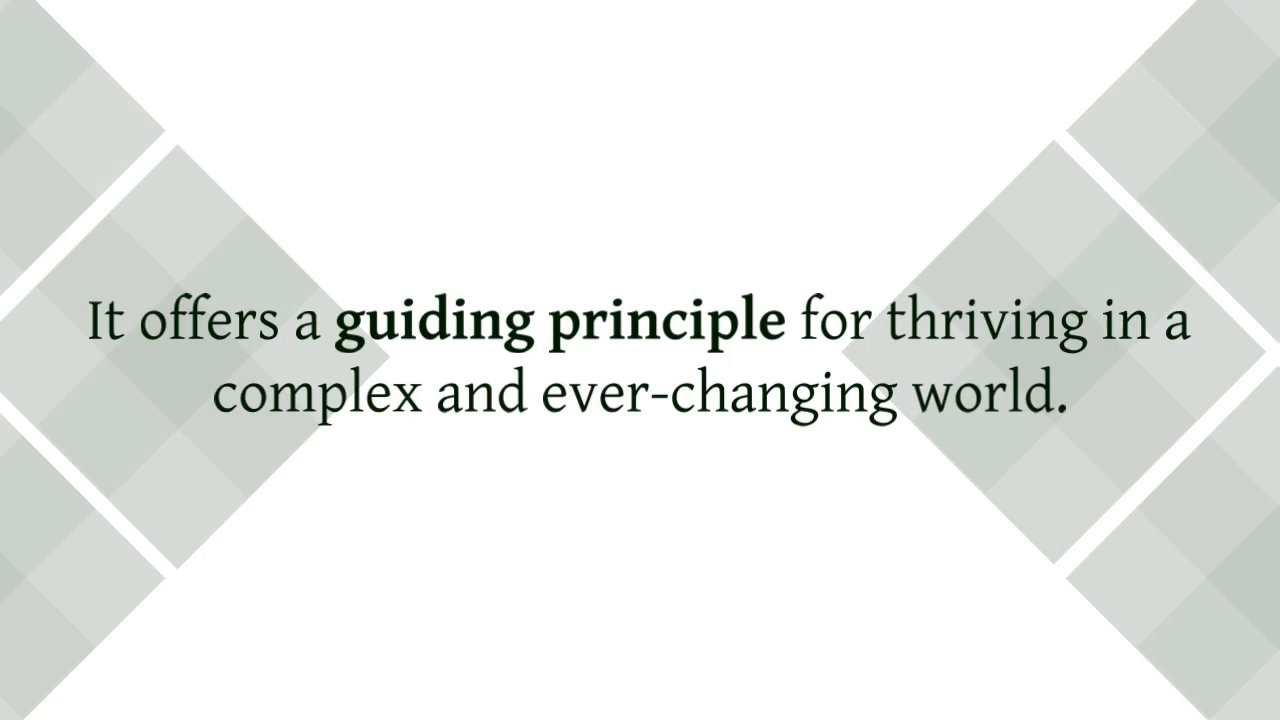 It offers a guiding principle for thriving in a
complex and ever-changing world.